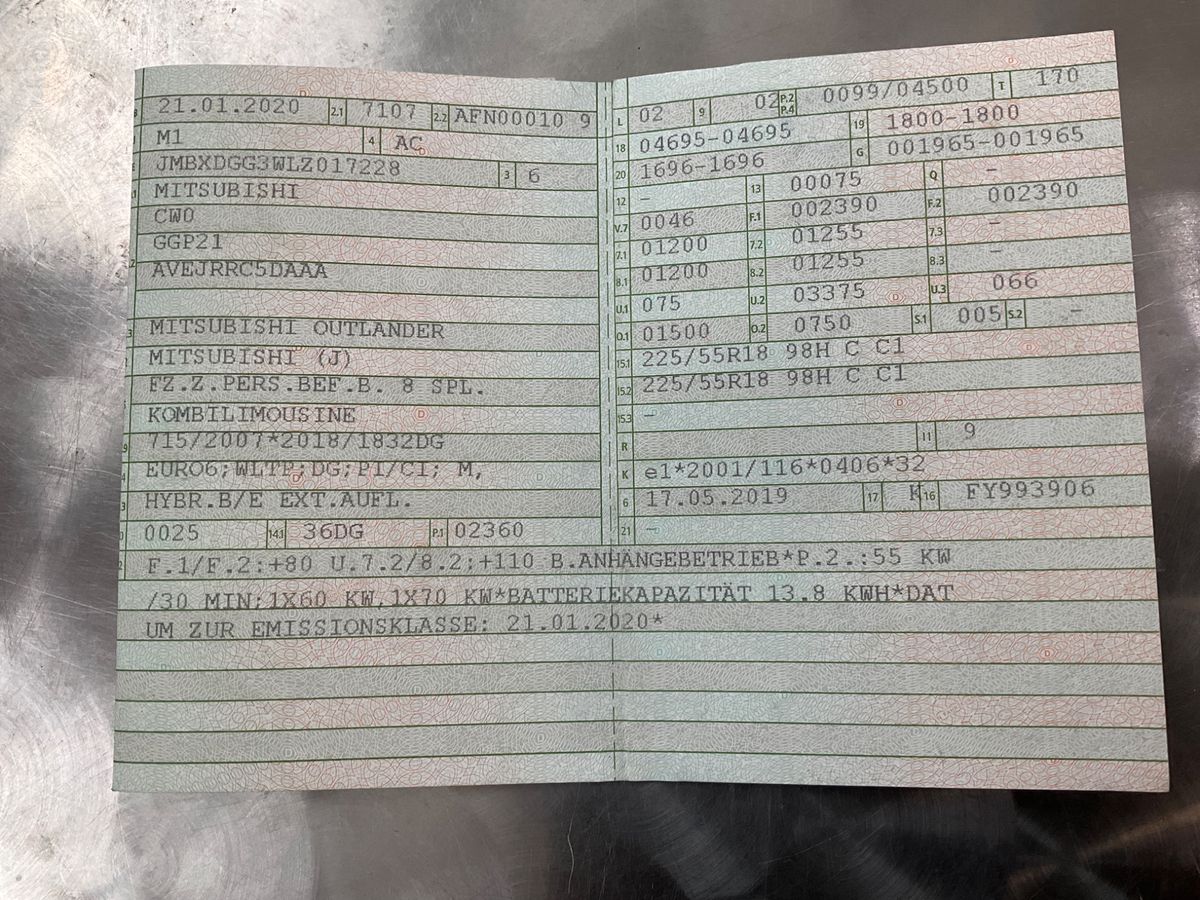 21.01.2020 2.1 7107 2.2 AFN00010 9
M1 4 AC
JMBXDGG3WLZ017228 3 6
MITSUBISHI
CW0
GGP21
AVEJRRC5DAAA
MITSUBISHI OUTLANDER
MITSUBISHI (J)
FZ.Z.PERS.BEF.B. 8 SPL.
KOMBILIMOUSINE
715/2007*2018/1832DG
EURO6;WLTP;DG;PI/CI; M,
HYBR.B/E EXT.AUFL.
0025 14.1 36DG P.1 02360
L 02 9 02 P.2 P.4 0099/04500 T 170
18 04695-04695 19 1800-1800
20 1696-1696 G 001965-001965
12 - 13 00075 Q -
V.7 0046 F.1 002390 F.2 002390
7.1 01200 7.2 01255 7.3 -
8.1 01200 8.2 01255 8.3 -
U.1 075 U.2 03375 U.3 066
O.1 01500 O.2 0750 S.1 005 S.2 -
15.1 225/55R18 98H C C1
15.2 225/55R18 98H C C1
15.3 -
R 11 9
K e1*2001/116*0406*32
6 17.05.2019 17 K 16 FY993906
21 -
F.1/F.2:+80 U.7.2/8.2:+110 B.ANHÄNGEBETRIEB*P.2.:55 KW
/30 MIN;1X60 KW,1X70 KW*BATTERIEKAPAZITÄT 13.8 KWH*DAT
UM ZUR EMISSIONSKLASSE: 21.01.2020*